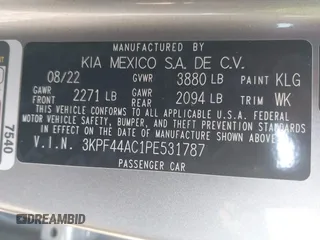 MANUFACTURED BY
KIA MEXICO S.A. DE C.V.
08/22 GVWR 3880 LB PAINT KLG
GAWR FRONT 2271 LB GAWR REAR 2094 LB TRIM WK
THIS VEHICLE CONFORMS TO ALL APPLICABLE U.S.A. FEDERAL
MOTOR VEHICLE SAFETY, BUMPER, AND THEFT PREVENTION
STANDARDS IN EFFECT ON THE DATE OF MANUFACTURE SHOWN ABOVE.
V.I.N. 3KPF44AC1PE531787
PASSENGER CAR
7540
DREAMBID